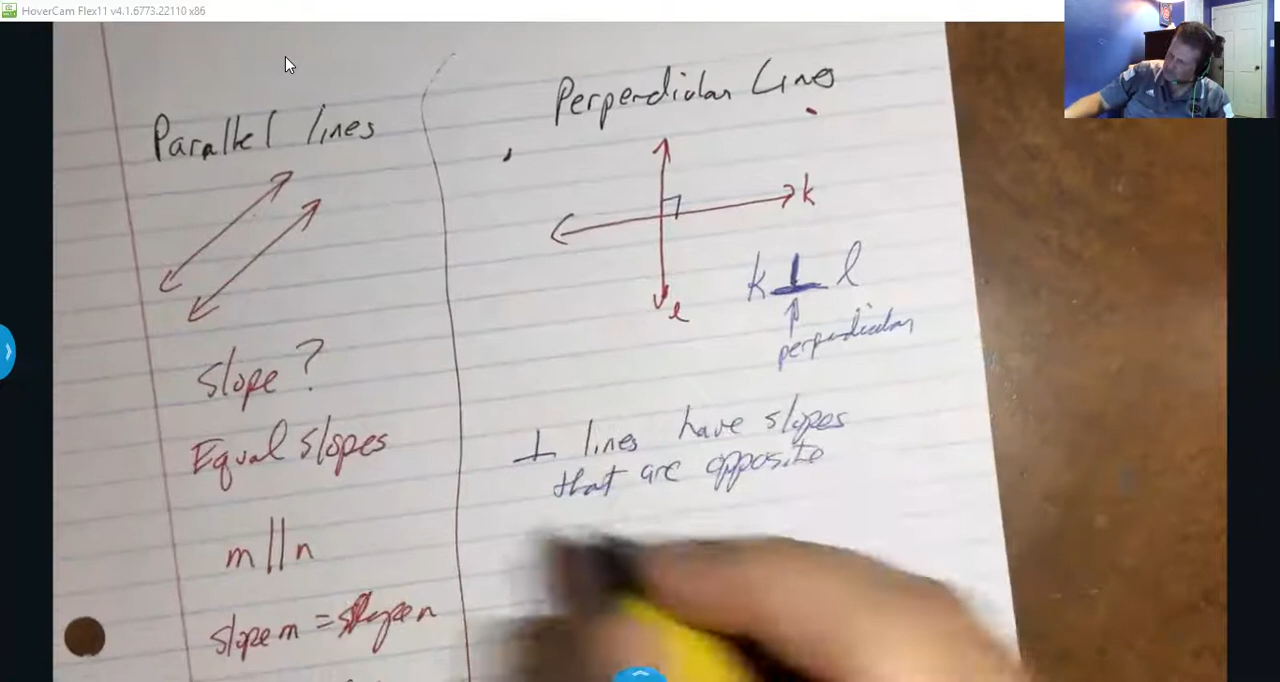 HoverCam Flex11 v4.1.6773.22110 x86
Parallel lines
Slope?
Equal slopes
m || n
slope m = slope n
Perpendicular Lines
k
l
k ⊥ l
perpendicular
⊥ lines have slopes
that are opposite